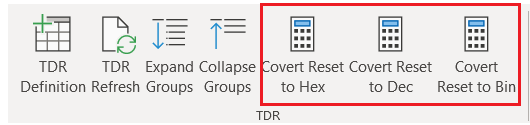 TDR
Definition
TDR
Refresh
Expand
Groups
Collapse
Groups
Covert Reset
to Hex
Covert Reset
to Dec
Covert
Reset to Bin
TDR